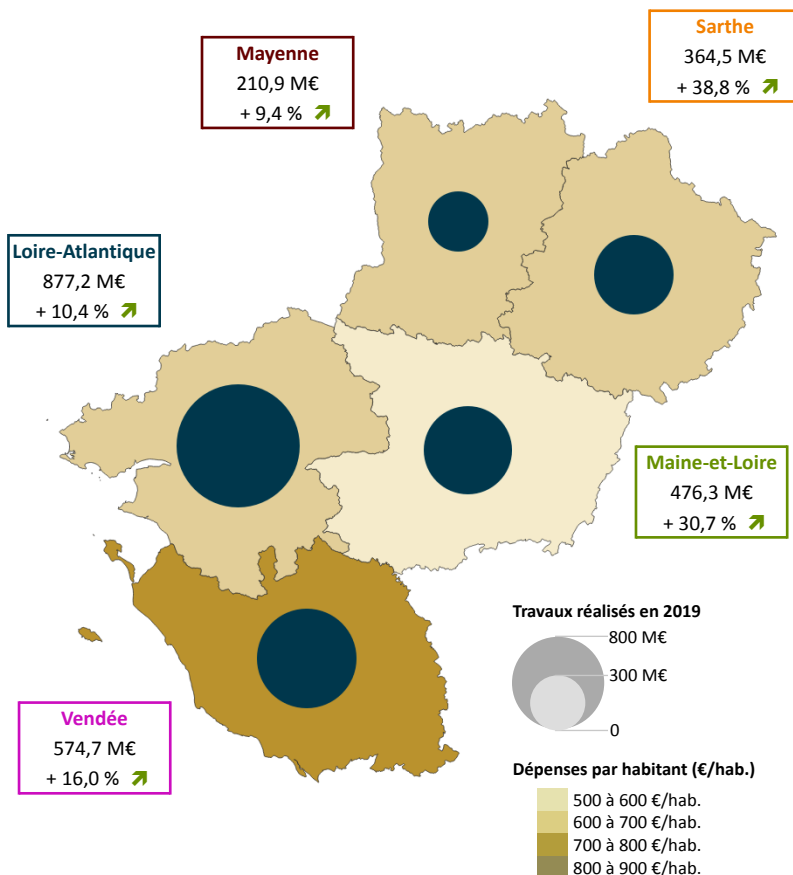 Sarthe
364,5 M€
+ 38,8 %
Mayenne
210,9 M€
+ 9,4 %
Loire-Atlantique
877,2 M€
+ 10,4 %
Maine-et-Loire
476,3 M€
+ 30,7 %
Vendée
574,7 M€
+ 16,0 %
Travaux réalisés en 2019
800 M€
300 M€
0
Dépenses par habitant (€/hab.)
500 à 600 €/hab.
600 à 700 €/hab.
700 à 800 €/hab.
800 à 900 €/hab.